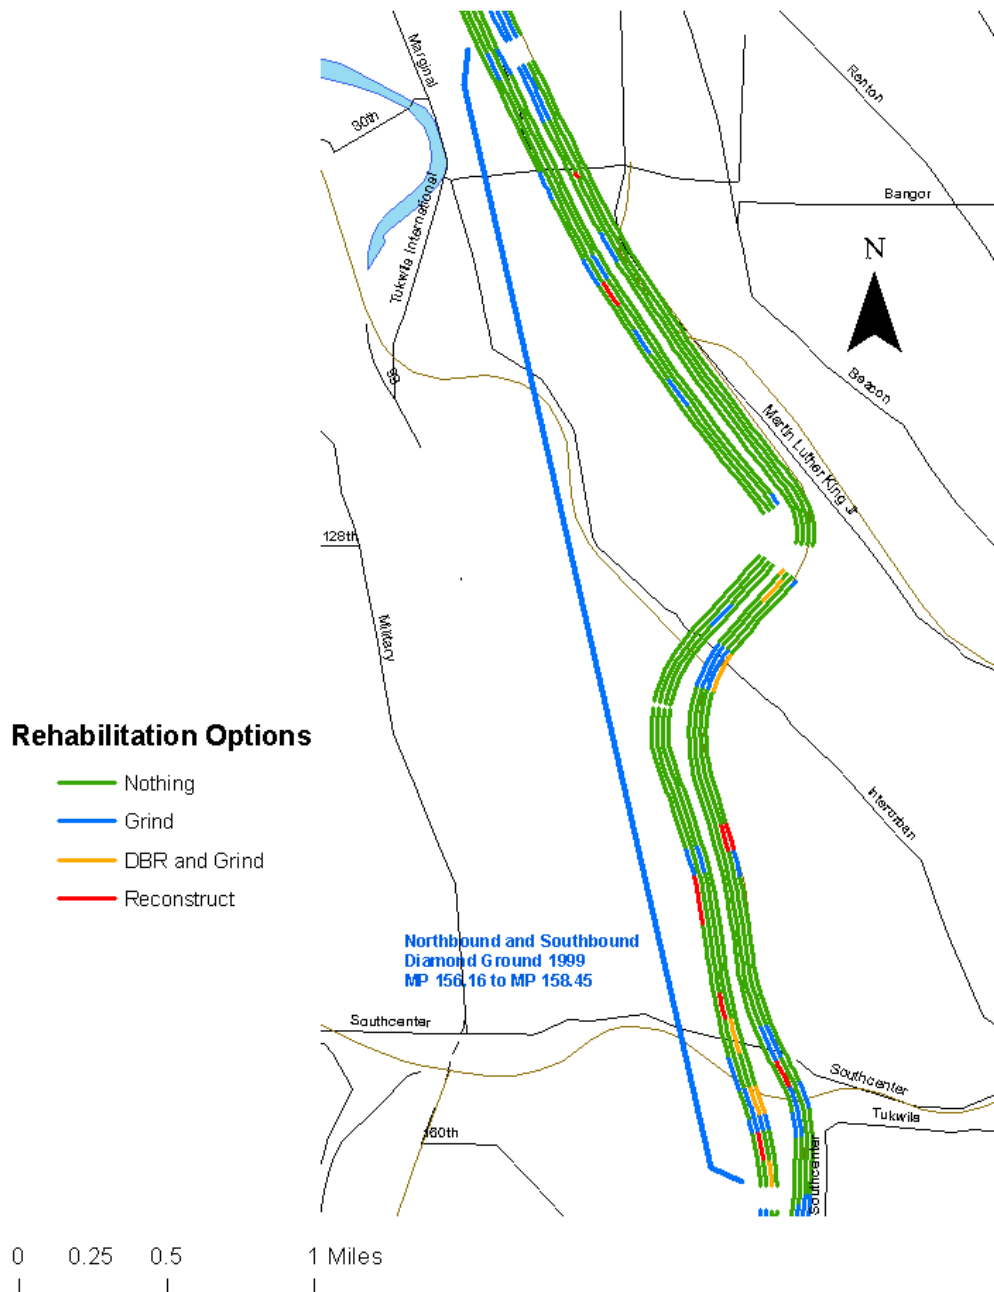 Marginal
Renton
30th
Bangor
Tukwila International
N
Beacon
Martin Luther King Jr
128th
Military
Rehabilitation Options
Nothing
Grind
DBR and Grind
Reconstruct
Interurban
Northbound and Southbound
Diamond Ground 1999
MP 156.16 to MP 158.45
Southcenter
Southcenter
Tukwila
160th
Southcenter
0 0.25 0.5 1 Miles